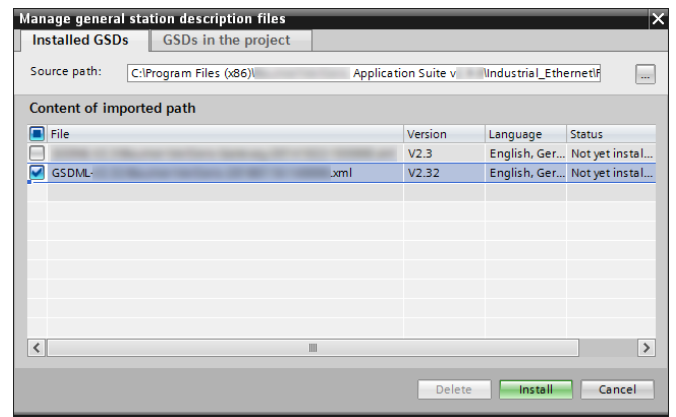 Manage general station description files
Installed GSDs
GSDs in the project
Source path: C:\Program Files (x86)\ Application Suite v \Industrial_Ethernet\F ...
Content of imported path
File Version Language Status
V2.3 English, Ger... Not yet instal...
GSDML- .xml V2.32 English, Ger... Not yet instal...
Delete Install Cancel